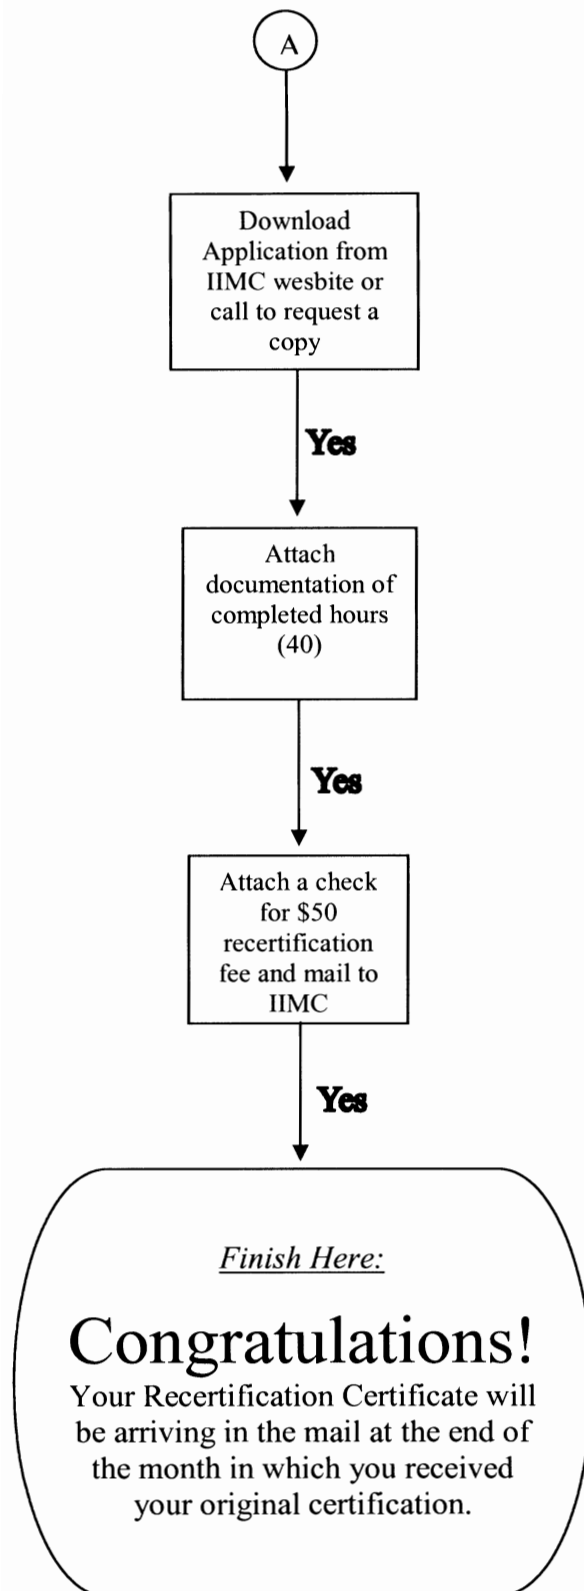 A
Download
Application from
IIMC wesbite or
call to request a
copy
Yes
Attach
documentation of
completed hours
(40)
Yes
Attach a check
for $50
recertification
fee and mail to
IIMC
Yes
Finish Here:
Congratulations!
Your Recertification Certificate will
be arriving in the mail at the end of
the month in which you received
your original certification.